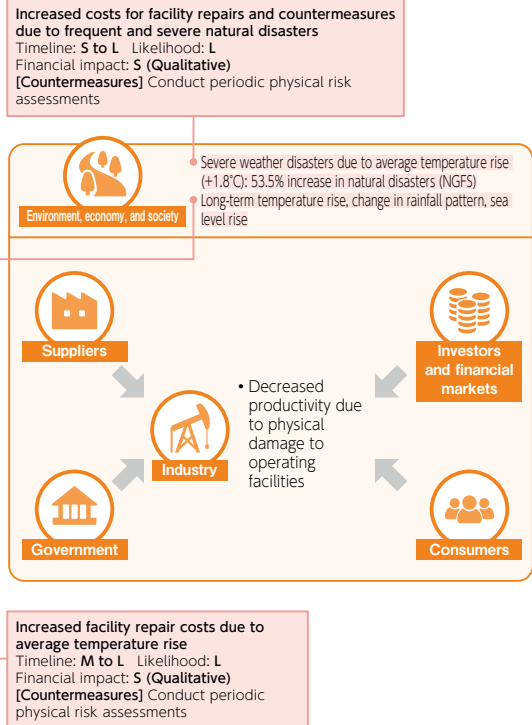 Increased costs for facility repairs and countermeasures
due to frequent and severe natural disasters
Timeline: S to L Likelihood: L
Financial impact: S (Qualitative)
[Countermeasures] Conduct periodic physical risk
assessments
Environment, economy, and society
Severe weather disasters due to average temperature rise
(+1.8°C): 53.5% increase in natural disasters (NGFS)
Long-term temperature rise, change in rainfall pattern, sea
level rise
Suppliers
Investors
and financial
markets
Industry
• Decreased
productivity due
to physical
damage to
operating
facilities
Government
Consumers
Increased facility repair costs due to
average temperature rise
Timeline: M to L Likelihood: L
Financial impact: S (Qualitative)
[Countermeasures] Conduct periodic
physical risk assessments